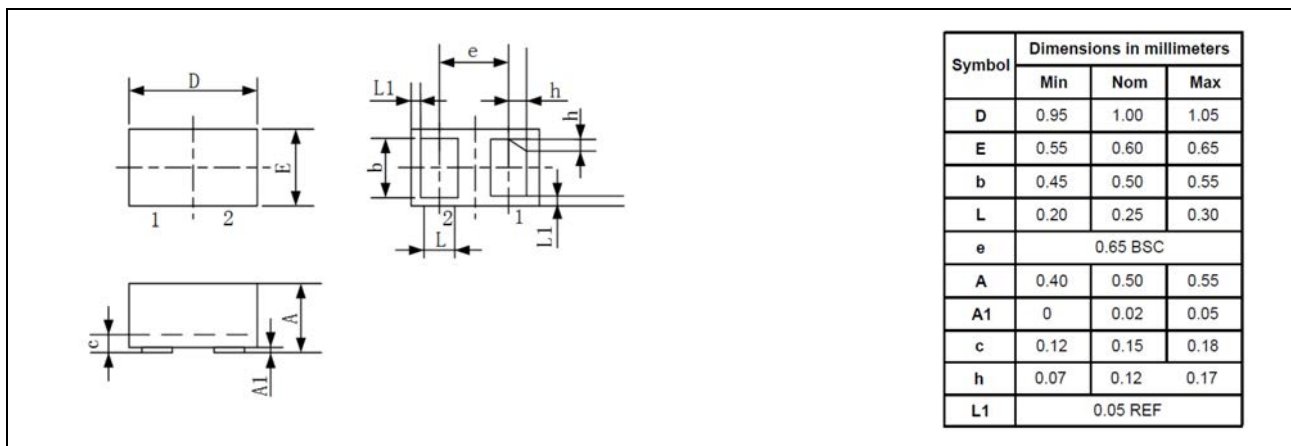 D
E
1 2
e
L1
h
h
b
2
1
L
L1
A
c
A1
Symbol Dimensions in millimeters
Min Nom Max
D 0.95 1.00 1.05
E 0.55 0.60 0.65
b 0.45 0.50 0.55
L 0.20 0.25 0.30
e 0.65 BSC
A 0.40 0.50 0.55
A1 0 0.02 0.05
c 0.12 0.15 0.18
h 0.07 0.12 0.17
L1 0.05 REF